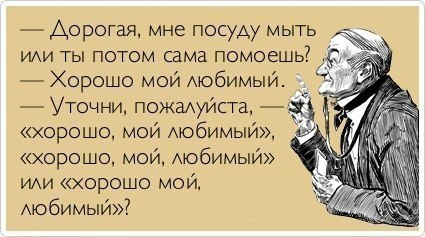 — Дорогая, мне посуду мыть
или ты потом сама помоешь?
— Хорошо мой любимый.
— Уточни, пожалуйста, —
«хорошо, мой любимый»,
«хорошо, мой, любимый»
или «хорошо мой,
любимый»?